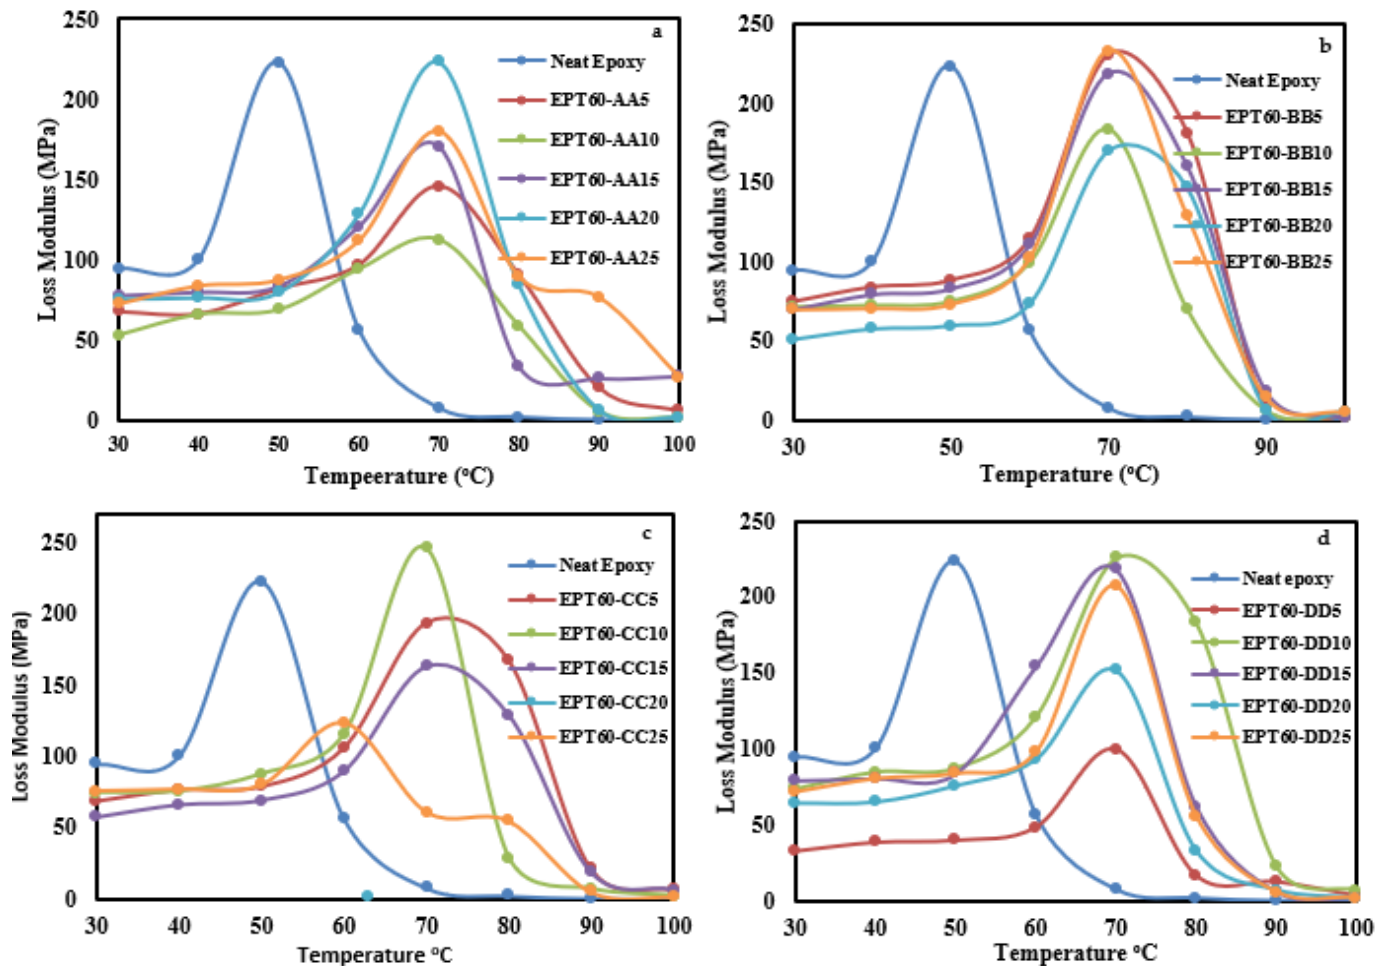 250
200
150
100
50
0
Loss Modulus (MPa)
a
Neat Epoxy
EPT60-AA5
EPT60-AA10
EPT60-AA15
EPT60-AA20
EPT60-AA25
30 40 50 60 70 80 90 100
Tempeerature (°C)
250
200
150
100
50
0
Loss Modulus (MPa)
b
Neat Epoxy
EPT60-BB5
EPT60-BB10
EPT60-BB15
EPT60-BB20
EPT60-BB25
30 50 70 90
Temperature (°C)
250
200
150
100
50
0
Loss Modulus (MPa)
c
Neat Epoxy
EPT60-CC5
EPT60-CC10
EPT60-CC15
EPT60-CC20
EPT60-CC25
30 40 50 60 70 80 90 100
Temperature °C
250
200
150
100
50
0
Loss Modulus (MPa)
d
Neat epoxy
EPT60-DD5
EPT60-DD10
EPT60-DD15
EPT60-DD20
EPT60-DD25
30 40 50 60 70 80 90 100
Temperature °C